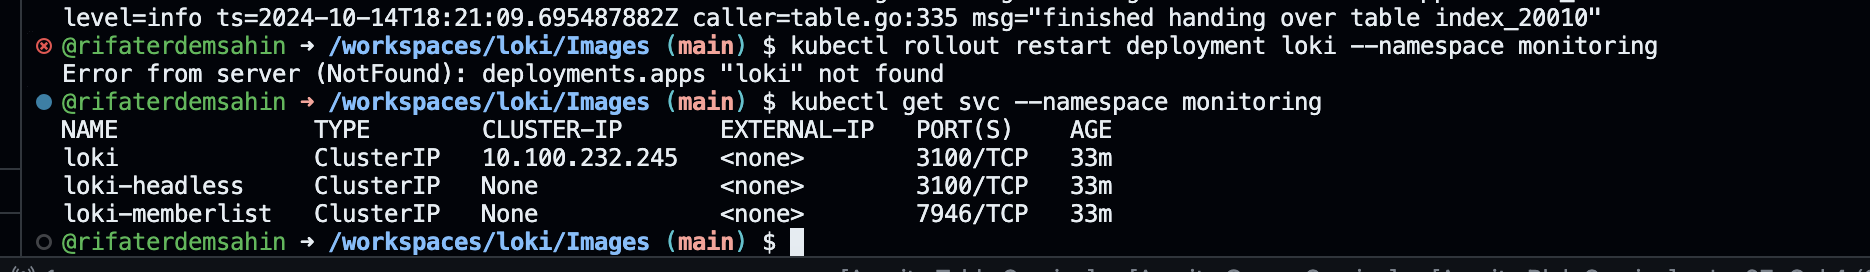 level=info ts=2024-10-14T18:21:09.695487882Z caller=table.go:335 msg="finished handing over table index_20010"
@rifaterdemsahin → /workspaces/loki/Images (main) $ kubectl rollout restart deployment loki --namespace monitoring
Error from server (NotFound): deployments.apps "loki" not found
@rifaterdemsahin → /workspaces/loki/Images (main) $ kubectl get svc --namespace monitoring
NAME TYPE CLUSTER-IP EXTERNAL-IP PORT(S) AGE
loki ClusterIP 10.100.232.245 <none> 3100/TCP 33m
loki-headless ClusterIP None <none> 3100/TCP 33m
loki-memberlist ClusterIP None <none> 7946/TCP 33m
@rifaterdemsahin → /workspaces/loki/Images (main) $